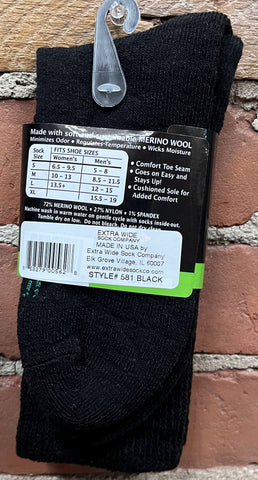 Made with soft and sustainable MERINO WOOL
Minimizes Odor • Regulates Temperature • Wicks Moisture
Sock Size FITS SHOE SIZES
Women's Men's
S 6.5 – 9.5 5 – 8
M 10 – 13 8.5 – 11.5
L 13.5+ 12 – 15
XL 15.5 – 19
• Comfort Toe Seam
• Goes on Easy and
Stays Up!
• Cushioned Sole for
Added Comfort
72% MERINO WOOL • 27% NYLON • 1% SPANDEX
Machine wash in warm water on gentle cycle with socks inside-out.
Tumble dry on low. Do not bleach. Do not dry clean.
EXTRA WIDE
SOCK COMPANY
MADE IN USA by
Extra Wide Sock Company
Elk Grove Village, IL 60007
www.extrawidesockco.com
STYLE# 581 BLACK